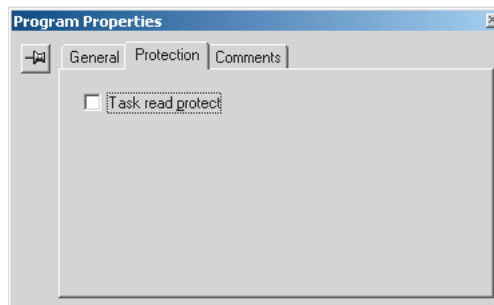 Program Properties
General Protection Comments
Task read protect